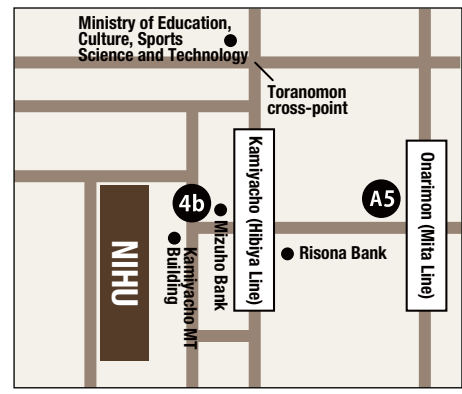 Ministry of Education,
Culture, Sports
Science and Technology
Toranomon
cross-point
Kamiyacho (Hibiya Line)
Onarimon (Mita Line)
4b
A5
Mizuho Bank
Kamiyacho MT
Building
NIHU
Risona Bank